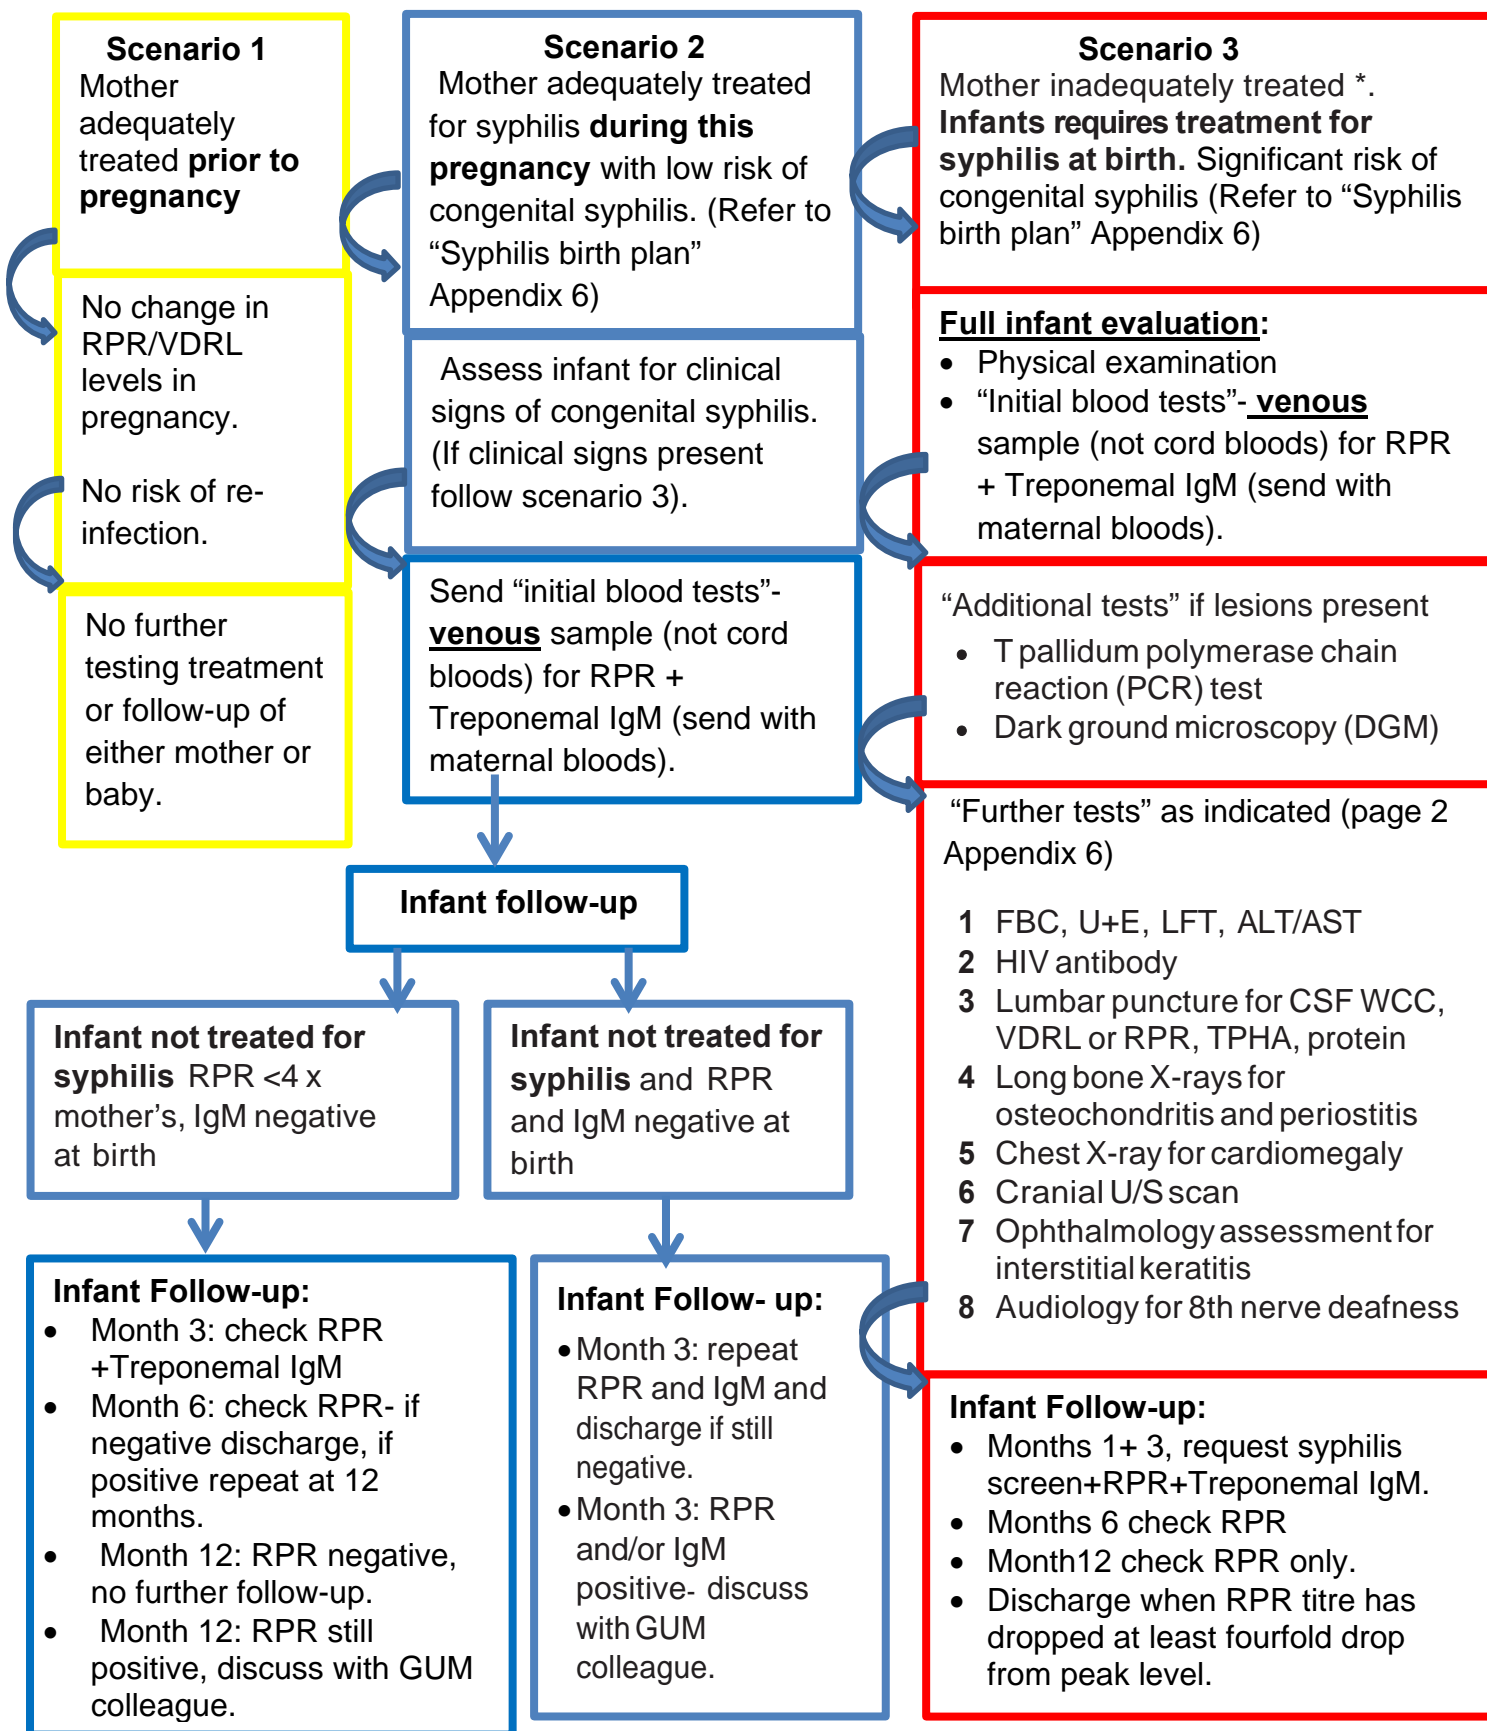 Scenario 1
Mother
adequately
treated prior to
pregnancy
No change in
RPR/VDRL
levels in
pregnancy.
No risk of re-
infection.
No further
testing treatment
or follow-up of
either mother or
baby.
Scenario 2
Mother adequately treated
for syphilis during this
pregnancy with low risk of
congenital syphilis. (Refer to
“Syphilis birth plan”
Appendix 6)
Assess infant for clinical
signs of congenital syphilis.
(If clinical signs present
follow scenario 3).
Send “initial blood tests”-
venous sample (not cord
bloods) for RPR +
Treponemal IgM (send with
maternal bloods).
Infant follow-up
Infant not treated for
syphilis RPR <4 x
mother’s, IgM negative
at birth
Infant not treated for
syphilis and RPR
and IgM negative at
birth
Infant Follow-up:
• Month 3: check RPR
+Treponemal IgM
• Month 6: check RPR- if
negative discharge, if
positive repeat at 12
months.
• Month 12: RPR negative,
no further follow-up.
• Month 12: RPR still
positive, discuss with GUM
colleague.
Infant Follow- up:
• Month 3: repeat
RPR and IgM and
discharge if still
negative.
• Month 3: RPR
and/or IgM
positive- discuss
with GUM
colleague.
Scenario 3
Mother inadequately treated *.
Infants requires treatment for
syphilis at birth. Significant risk of
congenital syphilis (Refer to “Syphilis
birth plan” Appendix 6)
Full infant evaluation:
• Physical examination
• “Initial blood tests”- venous
sample (not cord bloods) for RPR
+ Treponemal IgM (send with
maternal bloods).
“Additional tests” if lesions present
• T pallidum polymerase chain
reaction (PCR) test
• Dark ground microscopy (DGM)
“Further tests” as indicated (page 2
Appendix 6)
1 FBC, U+E, LFT, ALT/AST
2 HIV antibody
3 Lumbar puncture for CSF WCC,
VDRL or RPR, TPHA, protein
4 Long bone X-rays for
osteochondritis and periostitis
5 Chest X-ray for cardiomegaly
6 Cranial U/S scan
7 Ophthalmology assessment for
interstitial keratitis
8 Audiology for 8th nerve deafness
Infant Follow-up:
• Months 1+ 3, request syphilis
screen+RPR+Treponemal IgM.
• Months 6 check RPR
• Month12 check RPR only.
• Discharge when RPR titre has
dropped at least fourfold drop
from peak level.